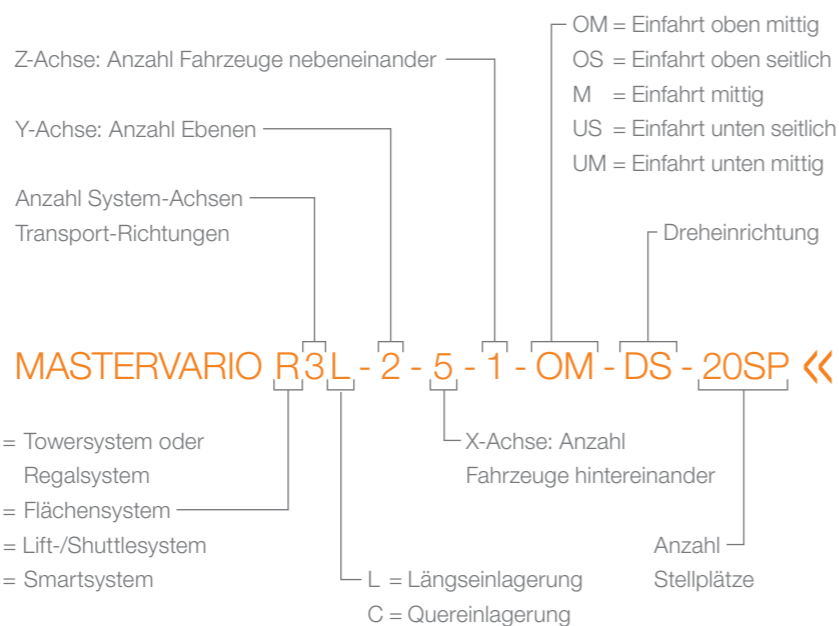 OM = Einfahrt oben mittig
Z-Achse: Anzahl Fahrzeuge nebeneinander
OS = Einfahrt oben seitlich
M = Einfahrt mittig
Y-Achse: Anzahl Ebenen
US = Einfahrt unten seitlich
UM = Einfahrt unten mittig
Anzahl System-Achsen
Transport-Richtungen
Dreheinrichtung
MASTERVARIO R3L - 2 - 5 - 1 - OM - DS - 20SP «
= Towersystem oder
Regalsystem
= Flächensystem
= Lift-/Shuttlesystem
= Smartsystem
X-Achse: Anzahl
Fahrzeuge hintereinander
Anzahl
Stellplätze
L = Längseinlagerung
C = Quereinlagerung